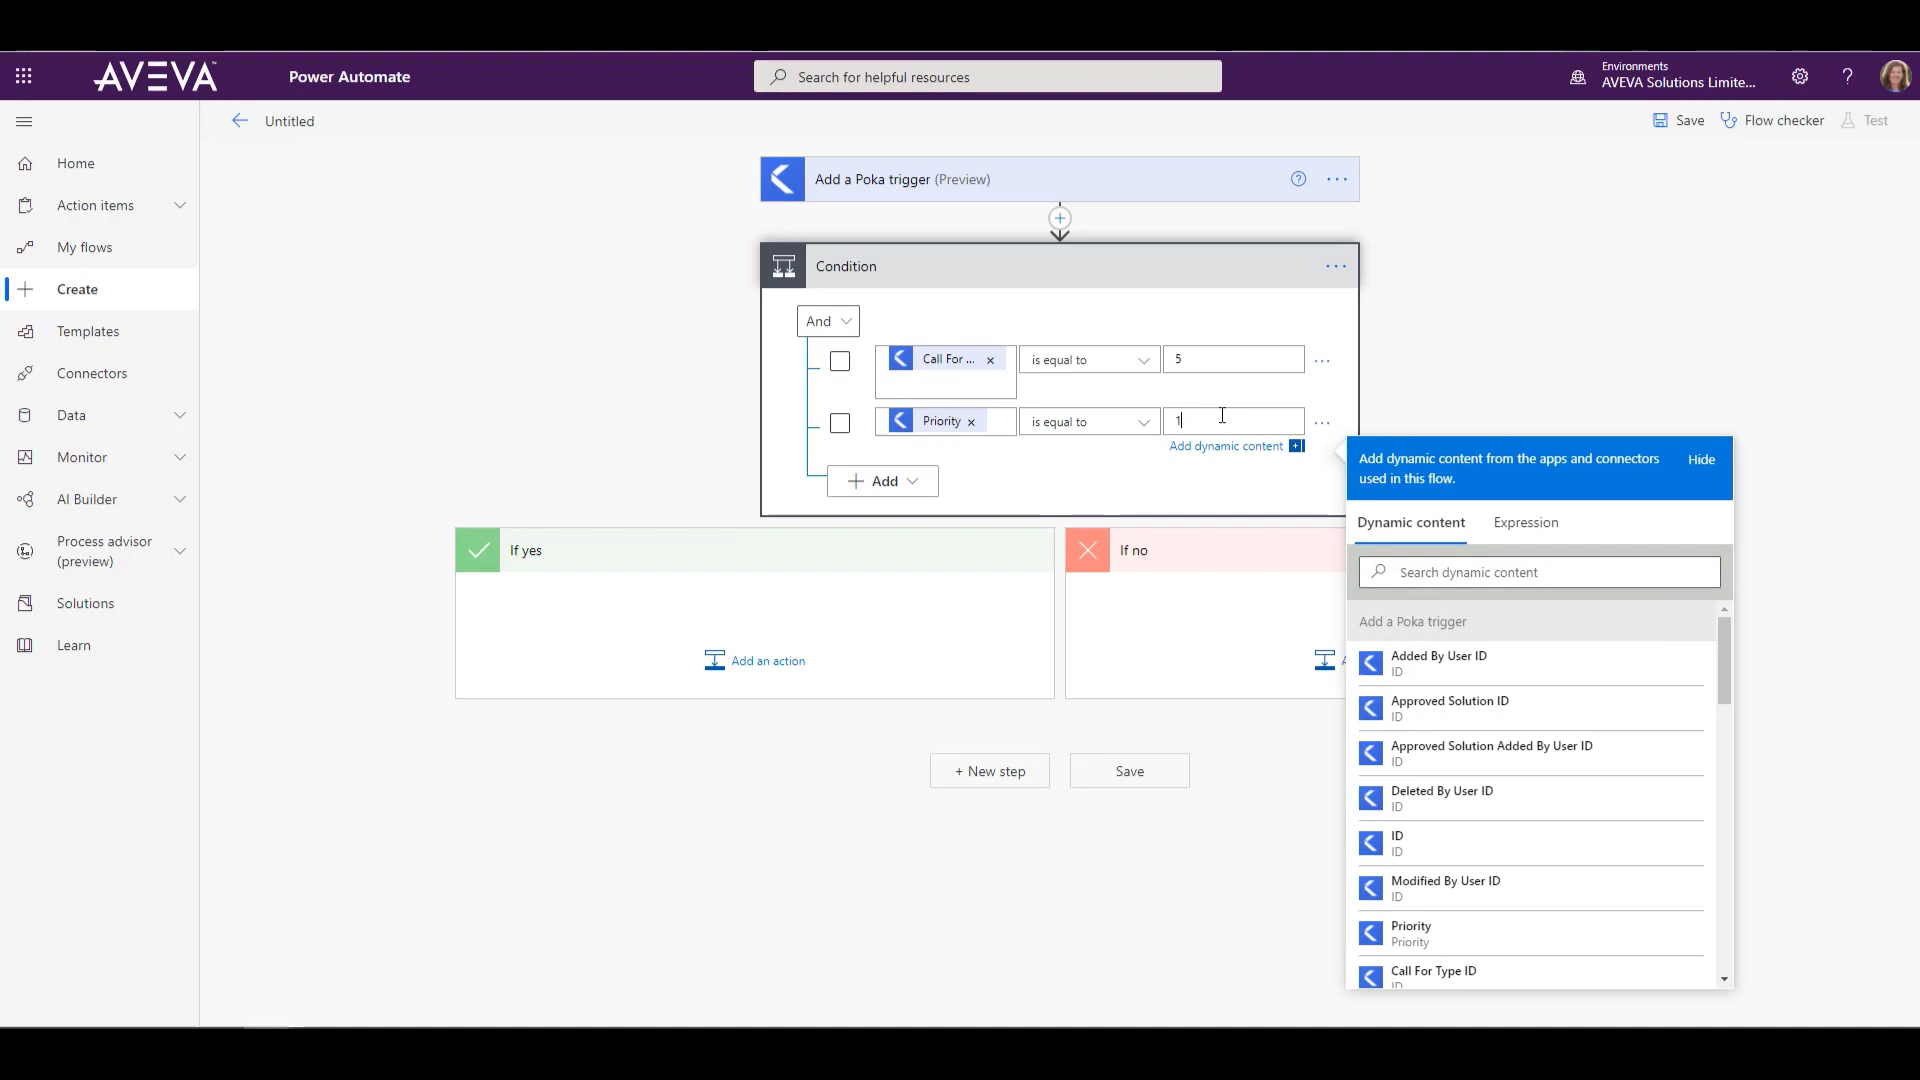 AVEVA
Power Automate
Search for helpful resources
Environments
AVEVA Solutions Limite...
?
Untitled
Save
Flow checker
Test
Home
Action items
My flows
Create
Templates
Connectors
Data
Monitor
AI Builder
Process advisor
(preview)
Solutions
Learn
Add a Poka trigger (Preview)
?
Condition
And
Call For ...
is equal to
5
Priority
is equal to
1
Add dynamic content
Add
If yes
Add an action
If no
+ New step
Save
Add dynamic content from the apps and connectors
used in this flow.
Hide
Dynamic content
Expression
Search dynamic content
Add a Poka trigger
Added By User ID
ID
Approved Solution ID
ID
Approved Solution Added By User ID
ID
Deleted By User ID
ID
ID
ID
Modified By User ID
ID
Priority
Priority
Call For Type ID
ID